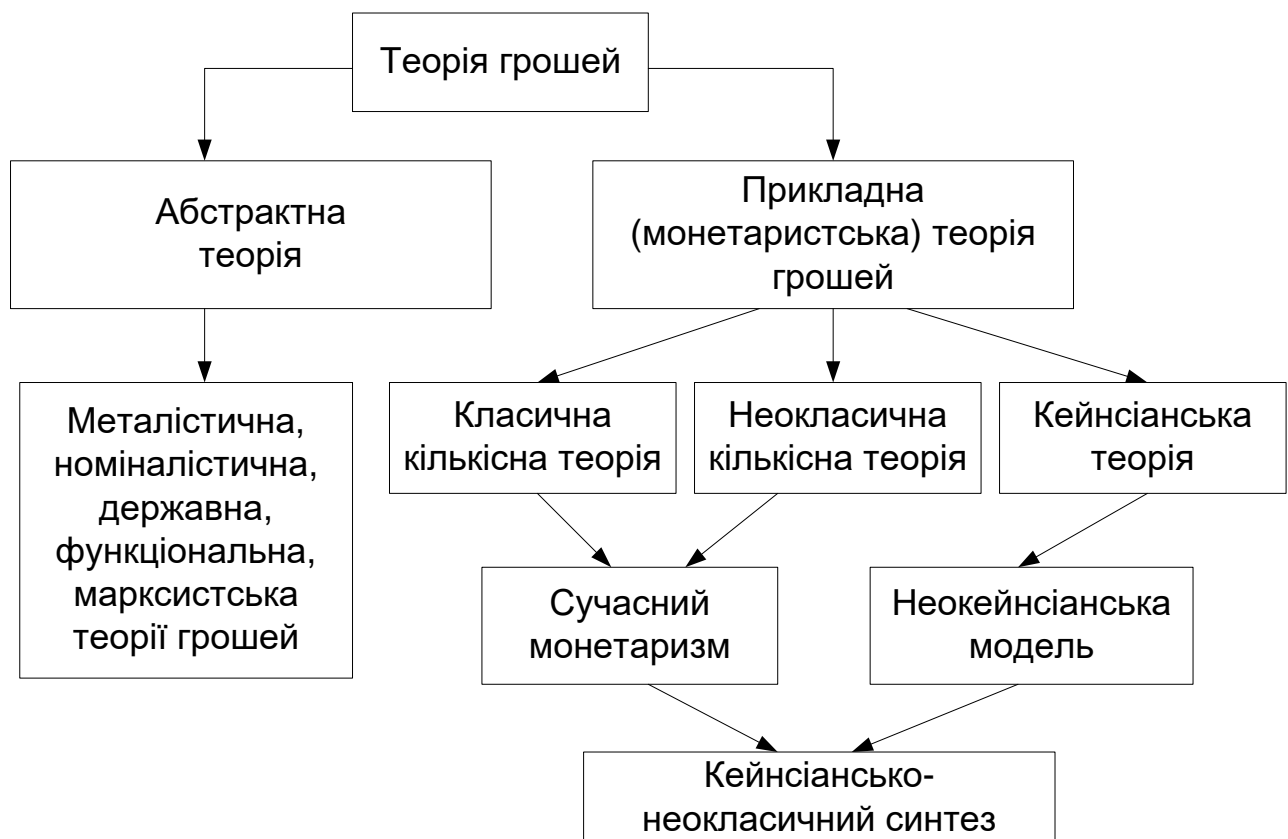 Теорія грошей
Абстрактна
теорія
Прикладна
(монетаристська) теорія
грошей
Металістична,
номіналістична,
державна,
функціональна,
марксистська
теорії грошей
Класична
кількісна теорія
Неокласична
кількісна теорія
Кейнсіанська
теорія
Сучасний
монетаризм
Неокейнсіанська
модель
Кейнсіансько-
неокласичний синтез